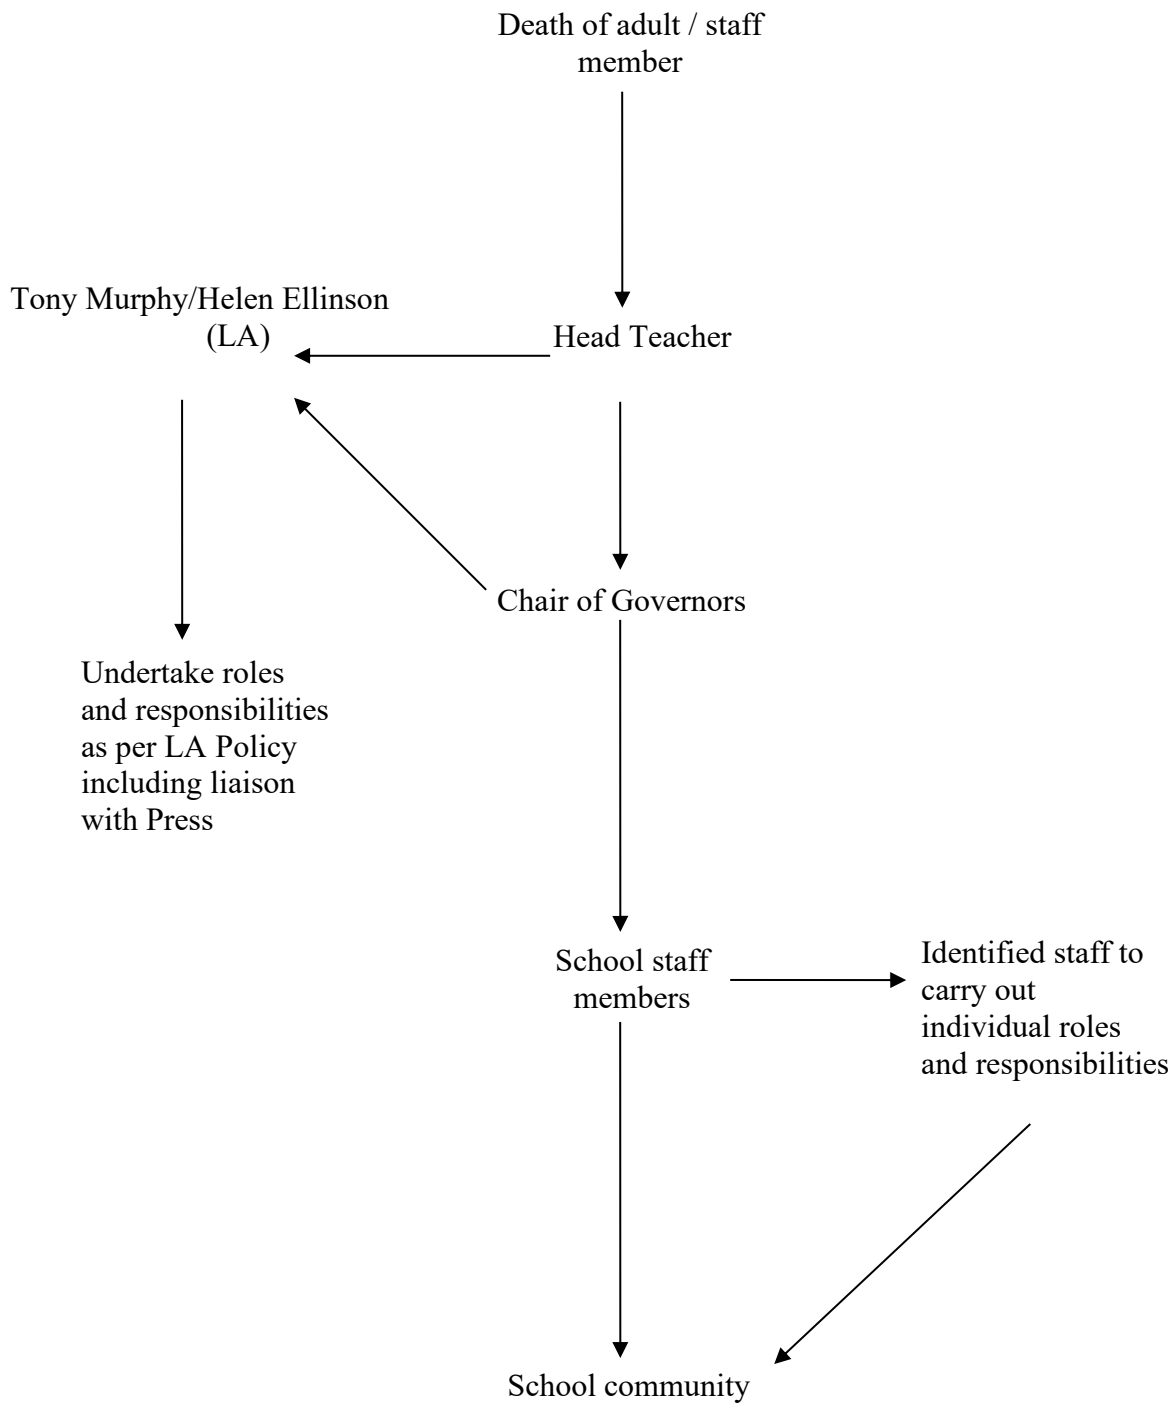 Death of adult / staff
member
Tony Murphy/Helen Ellinson
(LA)
Head Teacher
Chair of Governors
Undertake roles
and responsibilities
as per LA Policy
including liaison
with Press
School staff
members
Identified staff to
carry out
individual roles
and responsibilities
School community